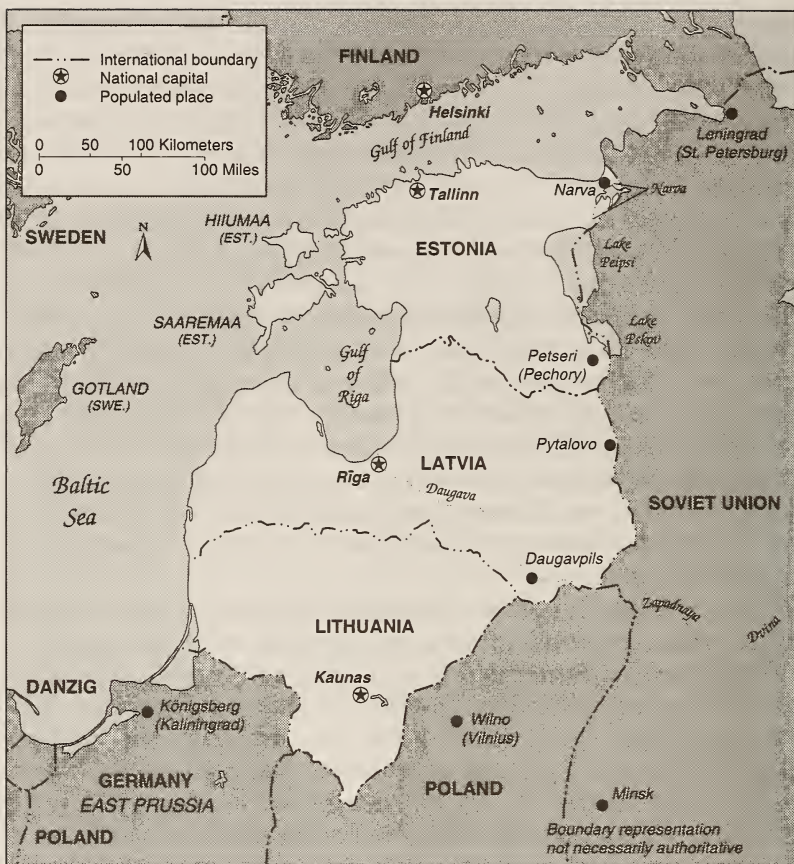 International boundary
National capital
Populated place
0 50 100 Kilometers
0 50 100 Miles
FINLAND
Helsinki
Gulf of Finland
Leningrad
(St. Petersburg)
Tallinn
Narva
Narva
SWEDEN
N
HIIUMAA
(EST.)
ESTONIA
Lake
Peipsi
SAAREMAA
(EST.)
Lake
Pskov
Gulf
of
Riga
Petseri
(Pechory)
GOTLAND
(SWE.)
Pytalovo
Rīga
LATVIA
Daugava
Baltic
Sea
SOVIET UNION
Daugavpils
Zapadnaya
Dvina
LITHUANIA
Kaunas
DANZIG
Königsberg
(Kaliningrad)
Wilno
(Vilnius)
GERMANY
EAST PRUSSIA
POLAND
Minsk
POLAND
Boundary representation
not necessarily authoritative